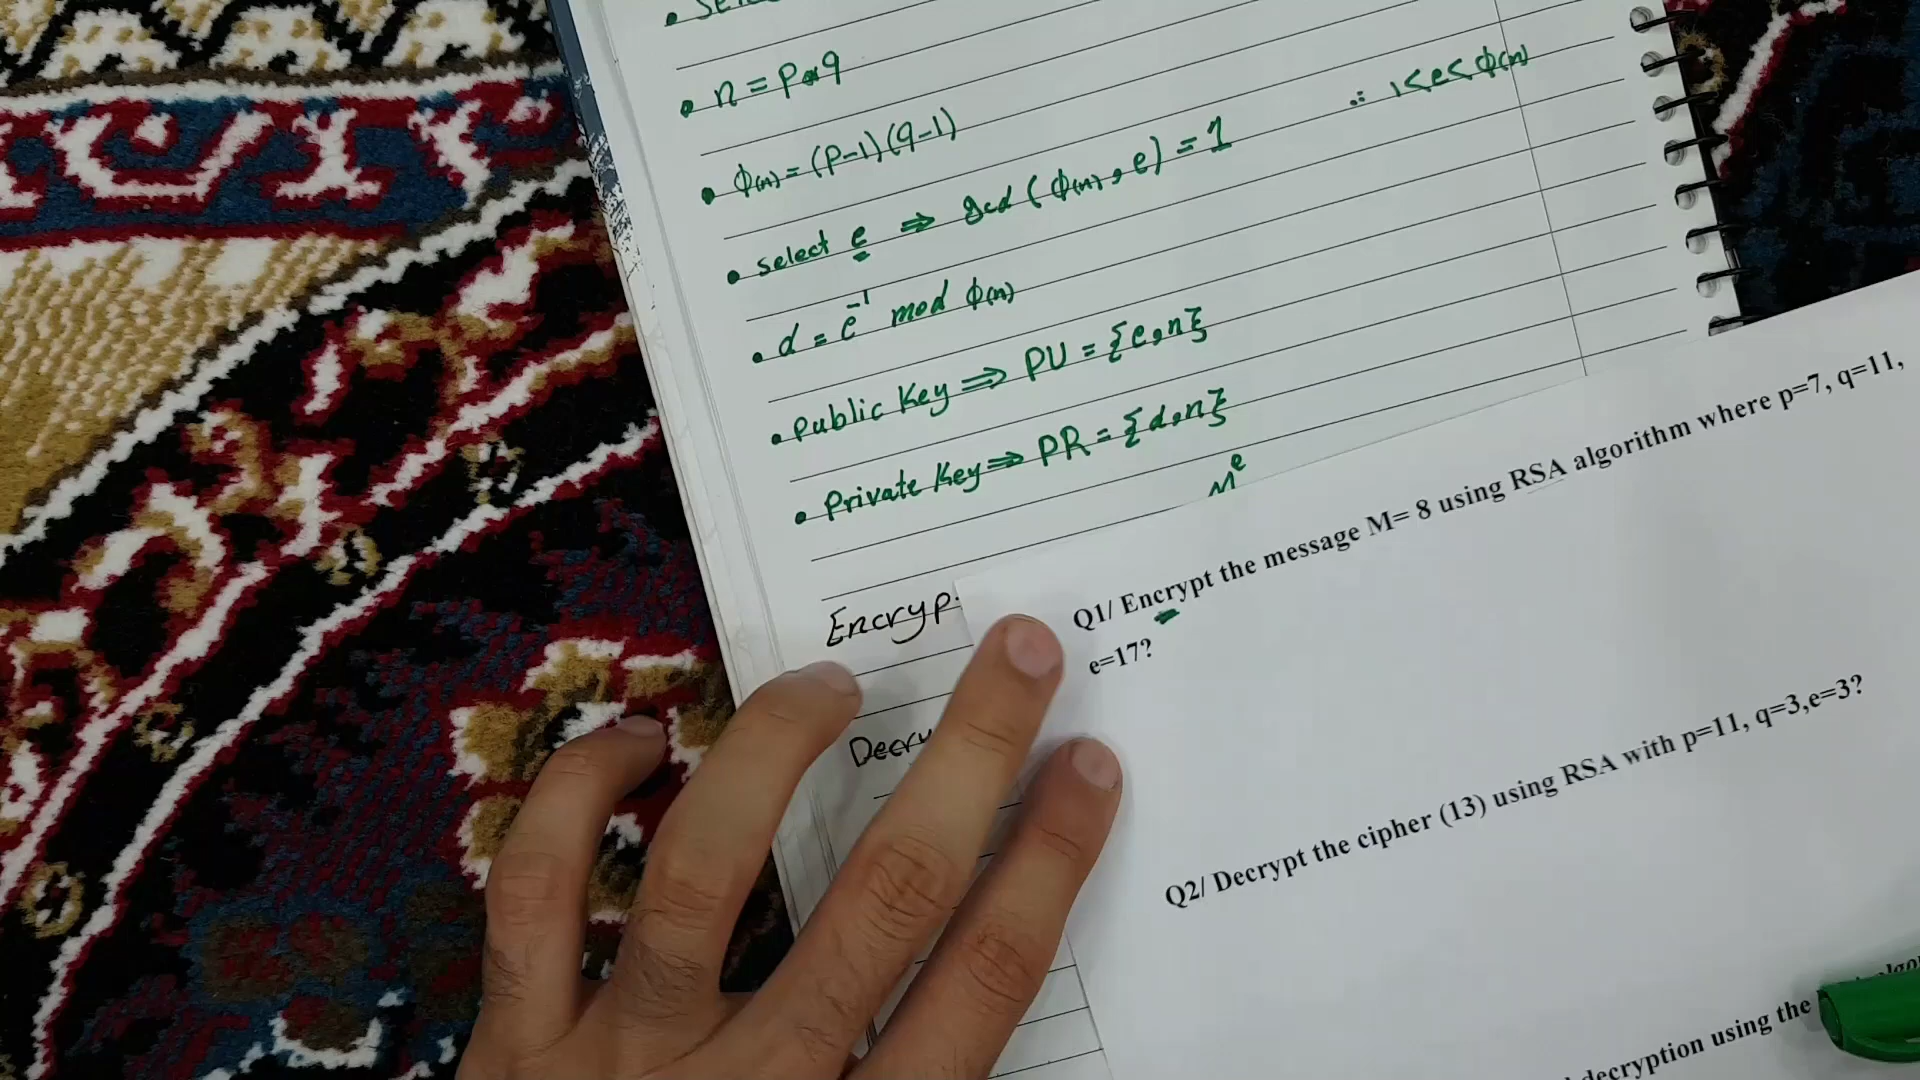 • n = p*q
• φ(n) = (p-1)(q-1)
• select e ⇒ gcd ( φ(n) , e) = 1 ∴ 1<e<φ(n)
• d = e⁻¹ mod φ(n)
• Public Key ⇒ PU = {e,n}
• Private Key ⇒ PR = {d,n}
Mᵉ
Encryp
Decry
Q1/ Encrypt the message M= 8 using RSA algorithm where p=7, q=11,
e=17?
Q2/ Decrypt the cipher (13) using RSA with p=11, q=3,e=3?
decryption using the